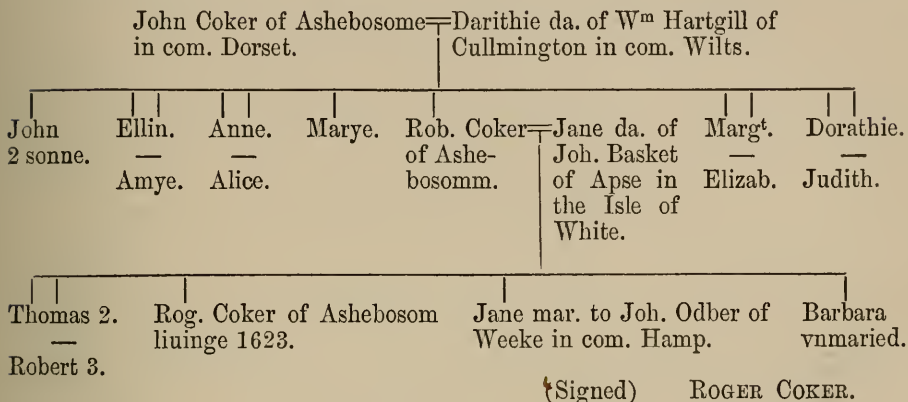 John Coker of Ashebosome Darithie da. of Wm Hartgill of
in com. Dorset. Cullmington in com. Wilts.
John Ellin. Anne. Marye. Rob. Coker Jane da. of Margt. Dorathie.
2 sonne. — — of Ashe- Joh. Basket — —
Amye. Alice. bosomm. of Apse in Elizab. Judith.
the Isle of
White.
Thomas 2. Rog. Coker of Ashebosom Jane mar. to Joh. Odber of Barbara
— liuinge 1623. Weeke in com. Hamp. vnmaried.
Robert 3.
(Signed) ROGER COKER.